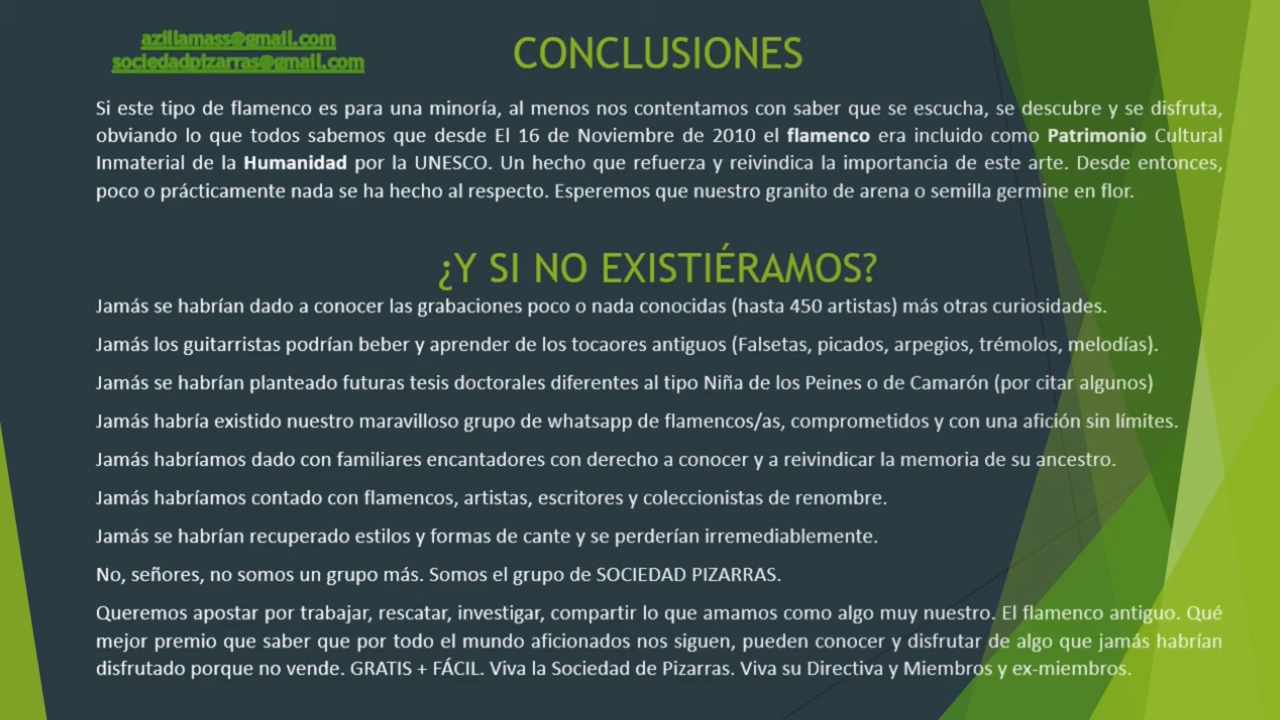 azillamass@gmail.com
sociedadpizarras@gmail.com
CONCLUSIONES
Si este tipo de flamenco es para una minoría, al menos nos contentamos con saber que se escucha, se descubre y se disfruta,
obviando lo que todos sabemos que desde El 16 de Noviembre de 2010 el flamenco era incluido como Patrimonio Cultural
Inmaterial de la Humanidad por la UNESCO. Un hecho que refuerza y reivindica la importancia de este arte. Desde entonces,
poco o prácticamente nada se ha hecho al respecto. Esperemos que nuestro granito de arena o semilla germine en flor.
¿Y SI NO EXISTIÉRAMOS?
Jamás se habrían dado a conocer las grabaciones poco o nada conocidas (hasta 450 artistas) más otras curiosidades.
Jamás los guitarristas podrían beber y aprender de los tocaores antiguos (Falsetas, picados, arpegios, trémolos, melodías).
Jamás se habrían planteado futuras tesis doctorales diferentes al tipo Niña de los Peines o de Camarón (por citar algunos)
Jamás habría existido nuestro maravilloso grupo de whatsapp de flamencos/as, comprometidos y con una afición sin límites.
Jamás habríamos dado con familiares encantadores con derecho a conocer y a reivindicar la memoria de su ancestro.
Jamás habríamos contado con flamencos, artistas, escritores y coleccionistas de renombre.
Jamás se habrían recuperado estilos y formas de cante y se perderían irremediablemente.
No, señores, no somos un grupo más. Somos el grupo de SOCIEDAD PIZARRAS.
Queremos apostar por trabajar, rescatar, investigar, compartir lo que amamos como algo muy nuestro. El flamenco antiguo. Qué
mejor premio que saber que por todo el mundo aficionados nos siguen, pueden conocer y disfrutar de algo que jamás habrían
disfrutado porque no vende. GRATIS + FÁCIL. Viva la Sociedad de Pizarras. Viva su Directiva y Miembros y ex-miembros.